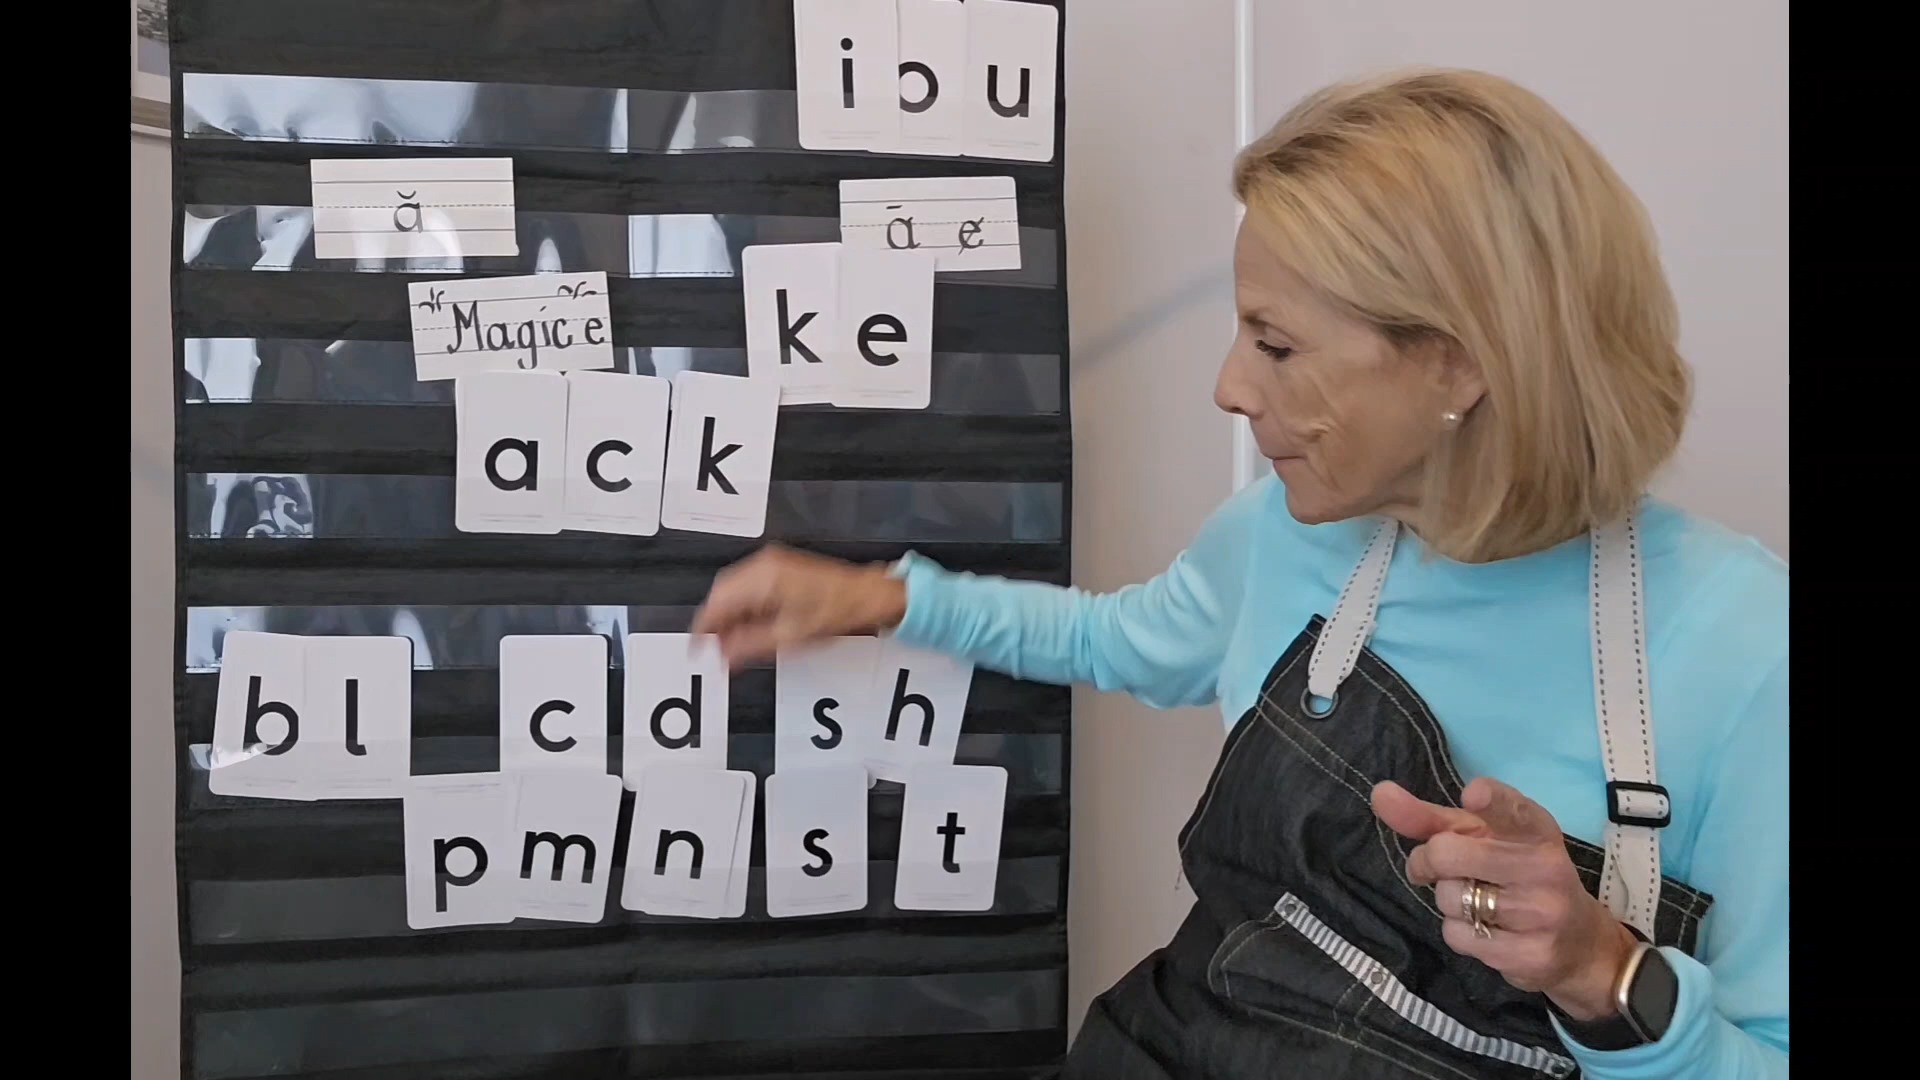 i o u
ă
ā e̸
Magic e
k e
a c k
b l c d s h
p m n s t